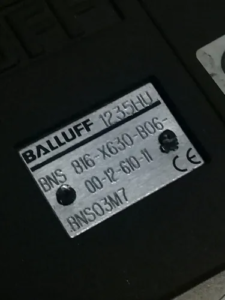 BALLUFF 1235HU
BNS 816-X630-B06-
00-12-610-11
BNS03M7
CE